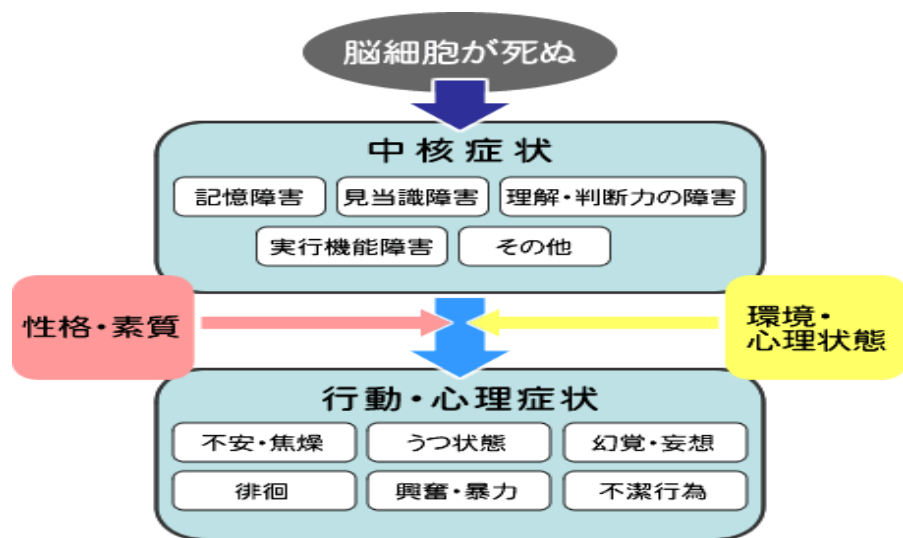 脳細胞が死ぬ
中核症状
記憶障害
見当識障害
理解・判断力の障害
実行機能障害
その他
性格・素質
環境・
心理状態
行動・心理症状
不安・焦燥
うつ状態
幻覚・妄想
徘徊
興奮・暴力
不潔行為